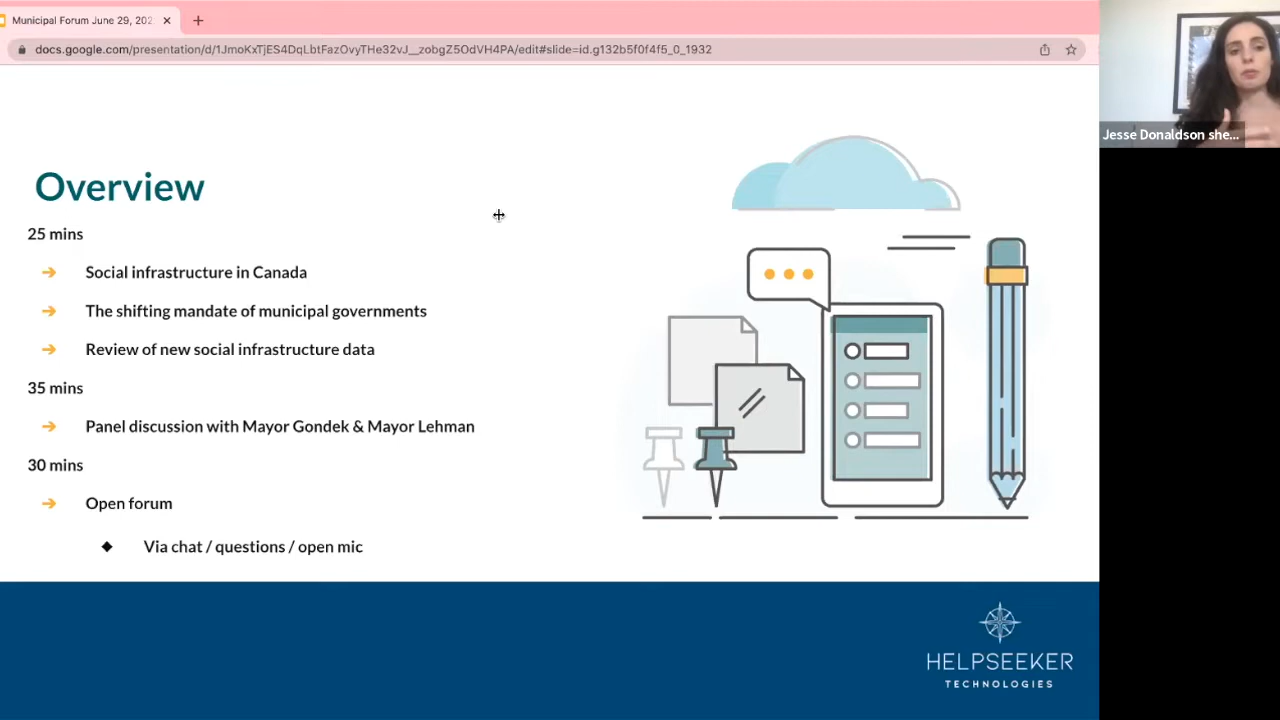 Municipal Forum June 29, 202
docs.google.com/presentation/d/1JmoKxTjES4DqLbtFazOvyTHe32vJ__zobgZ5OdVH4PA/edit#slide=id.g132b5f0f4f5_0_1932
Jesse Donaldson she...
Overview
25 mins
Social infrastructure in Canada
The shifting mandate of municipal governments
Review of new social infrastructure data
35 mins
Panel discussion with Mayor Gondek & Mayor Lehman
30 mins
Open forum
Via chat / questions / open mic
HELPSEEKER
TECHNOLOGIES